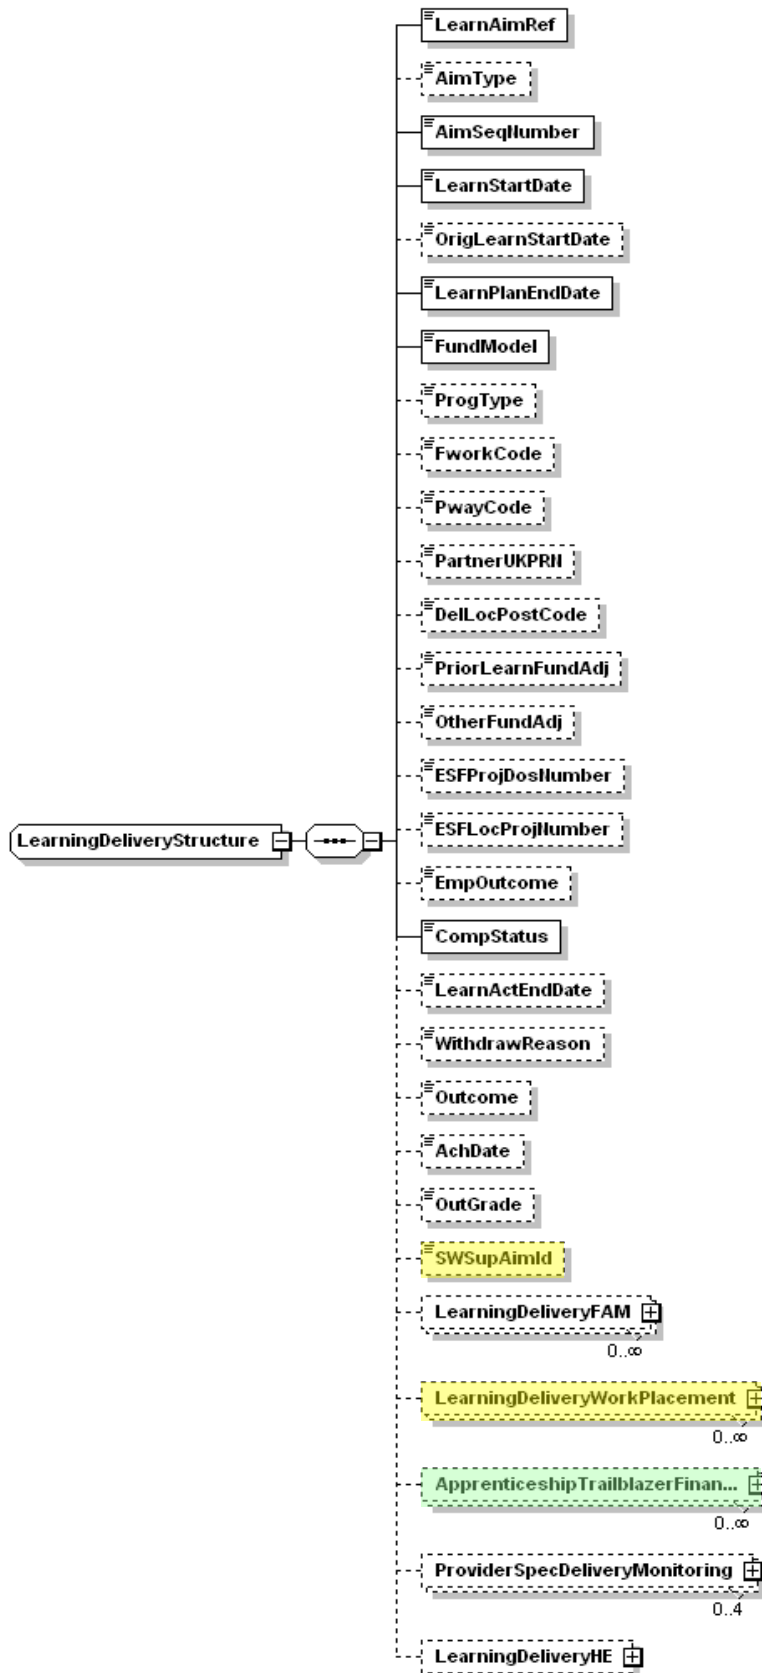 LearnAimRef
AimType
AimSeqNumber
LearnStartDate
OrigLearnStartDate
LearnPlanEndDate
FundModel
ProgType
FworkCode
PwayCode
PartnerUKPRN
DelLocPostCode
PriorLearnFundAdj
OtherFundAdj
ESFProjDosNumber
ESFLocProjNumber
LearningDeliveryStructure
EmpOutcome
CompStatus
LearnActEndDate
WithdrawReason
Outcome
AchDate
OutGrade
SWSupAimId
LearningDeliveryFAM
0..∞
LearningDeliveryWorkPlacement
0..∞
ApprenticeshipTrailblazerFinan...
0..∞
ProviderSpecDeliveryMonitoring
0..4
LearningDeliveryHE